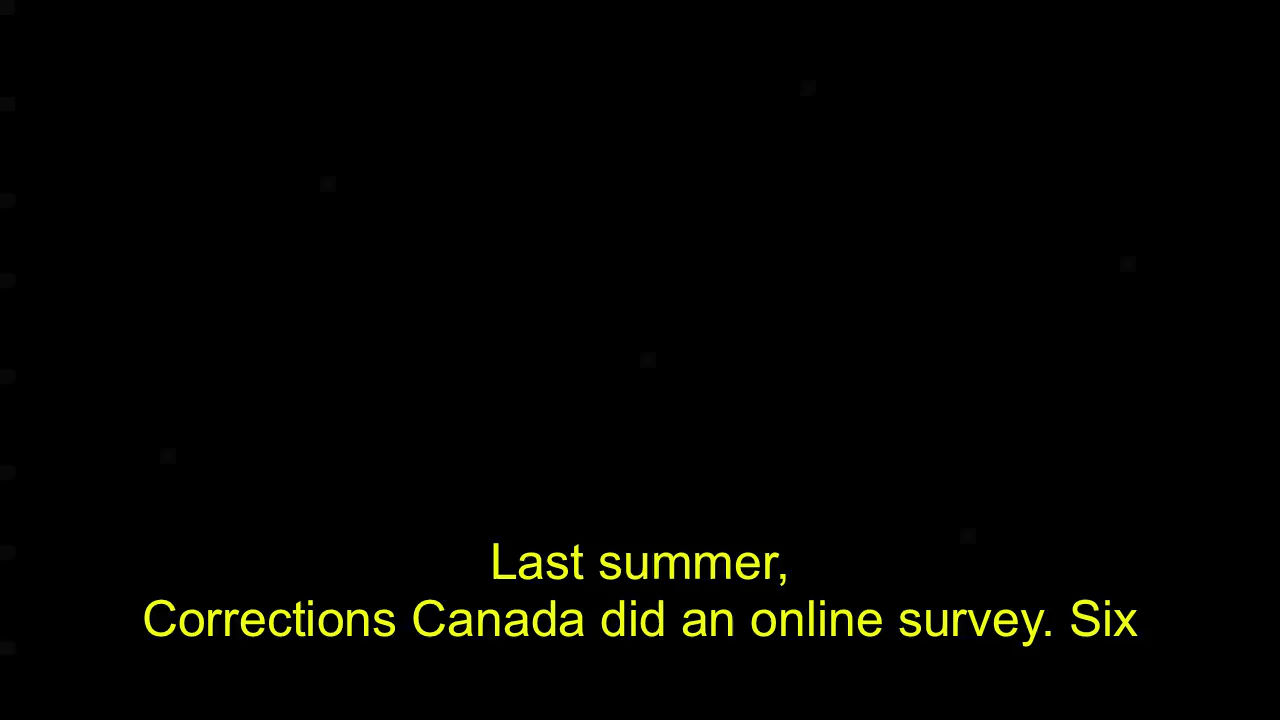 Last summer,
Corrections Canada did an online survey. Six